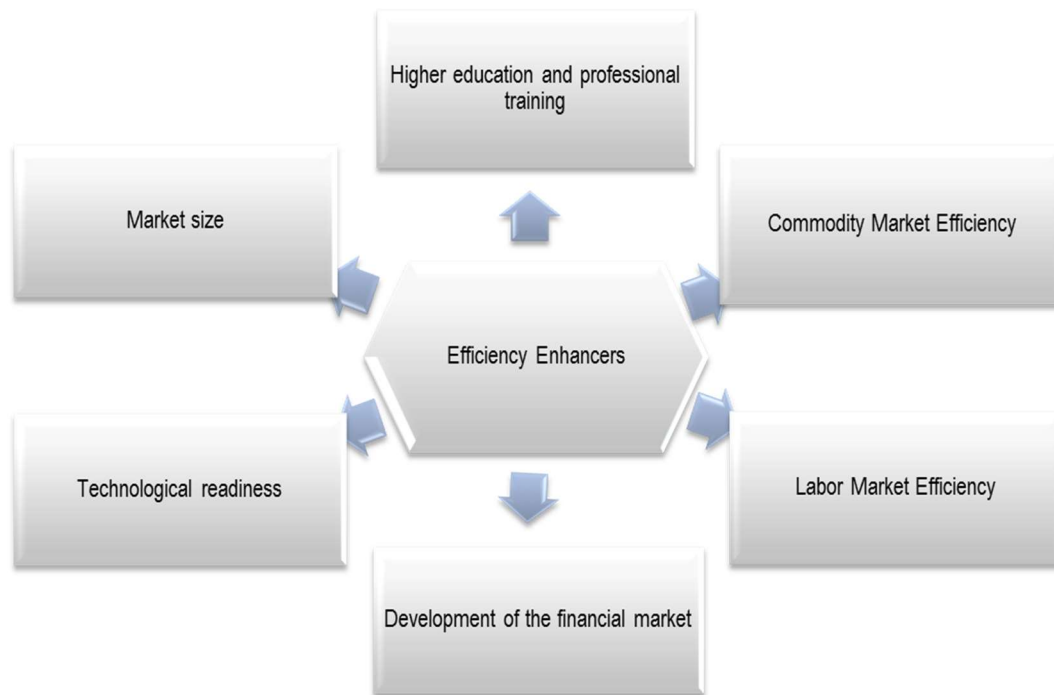 Higher education and professional
training
Market size
Commodity Market Efficiency
Efficiency Enhancers
Technological readiness
Labor Market Efficiency
Development of the financial market